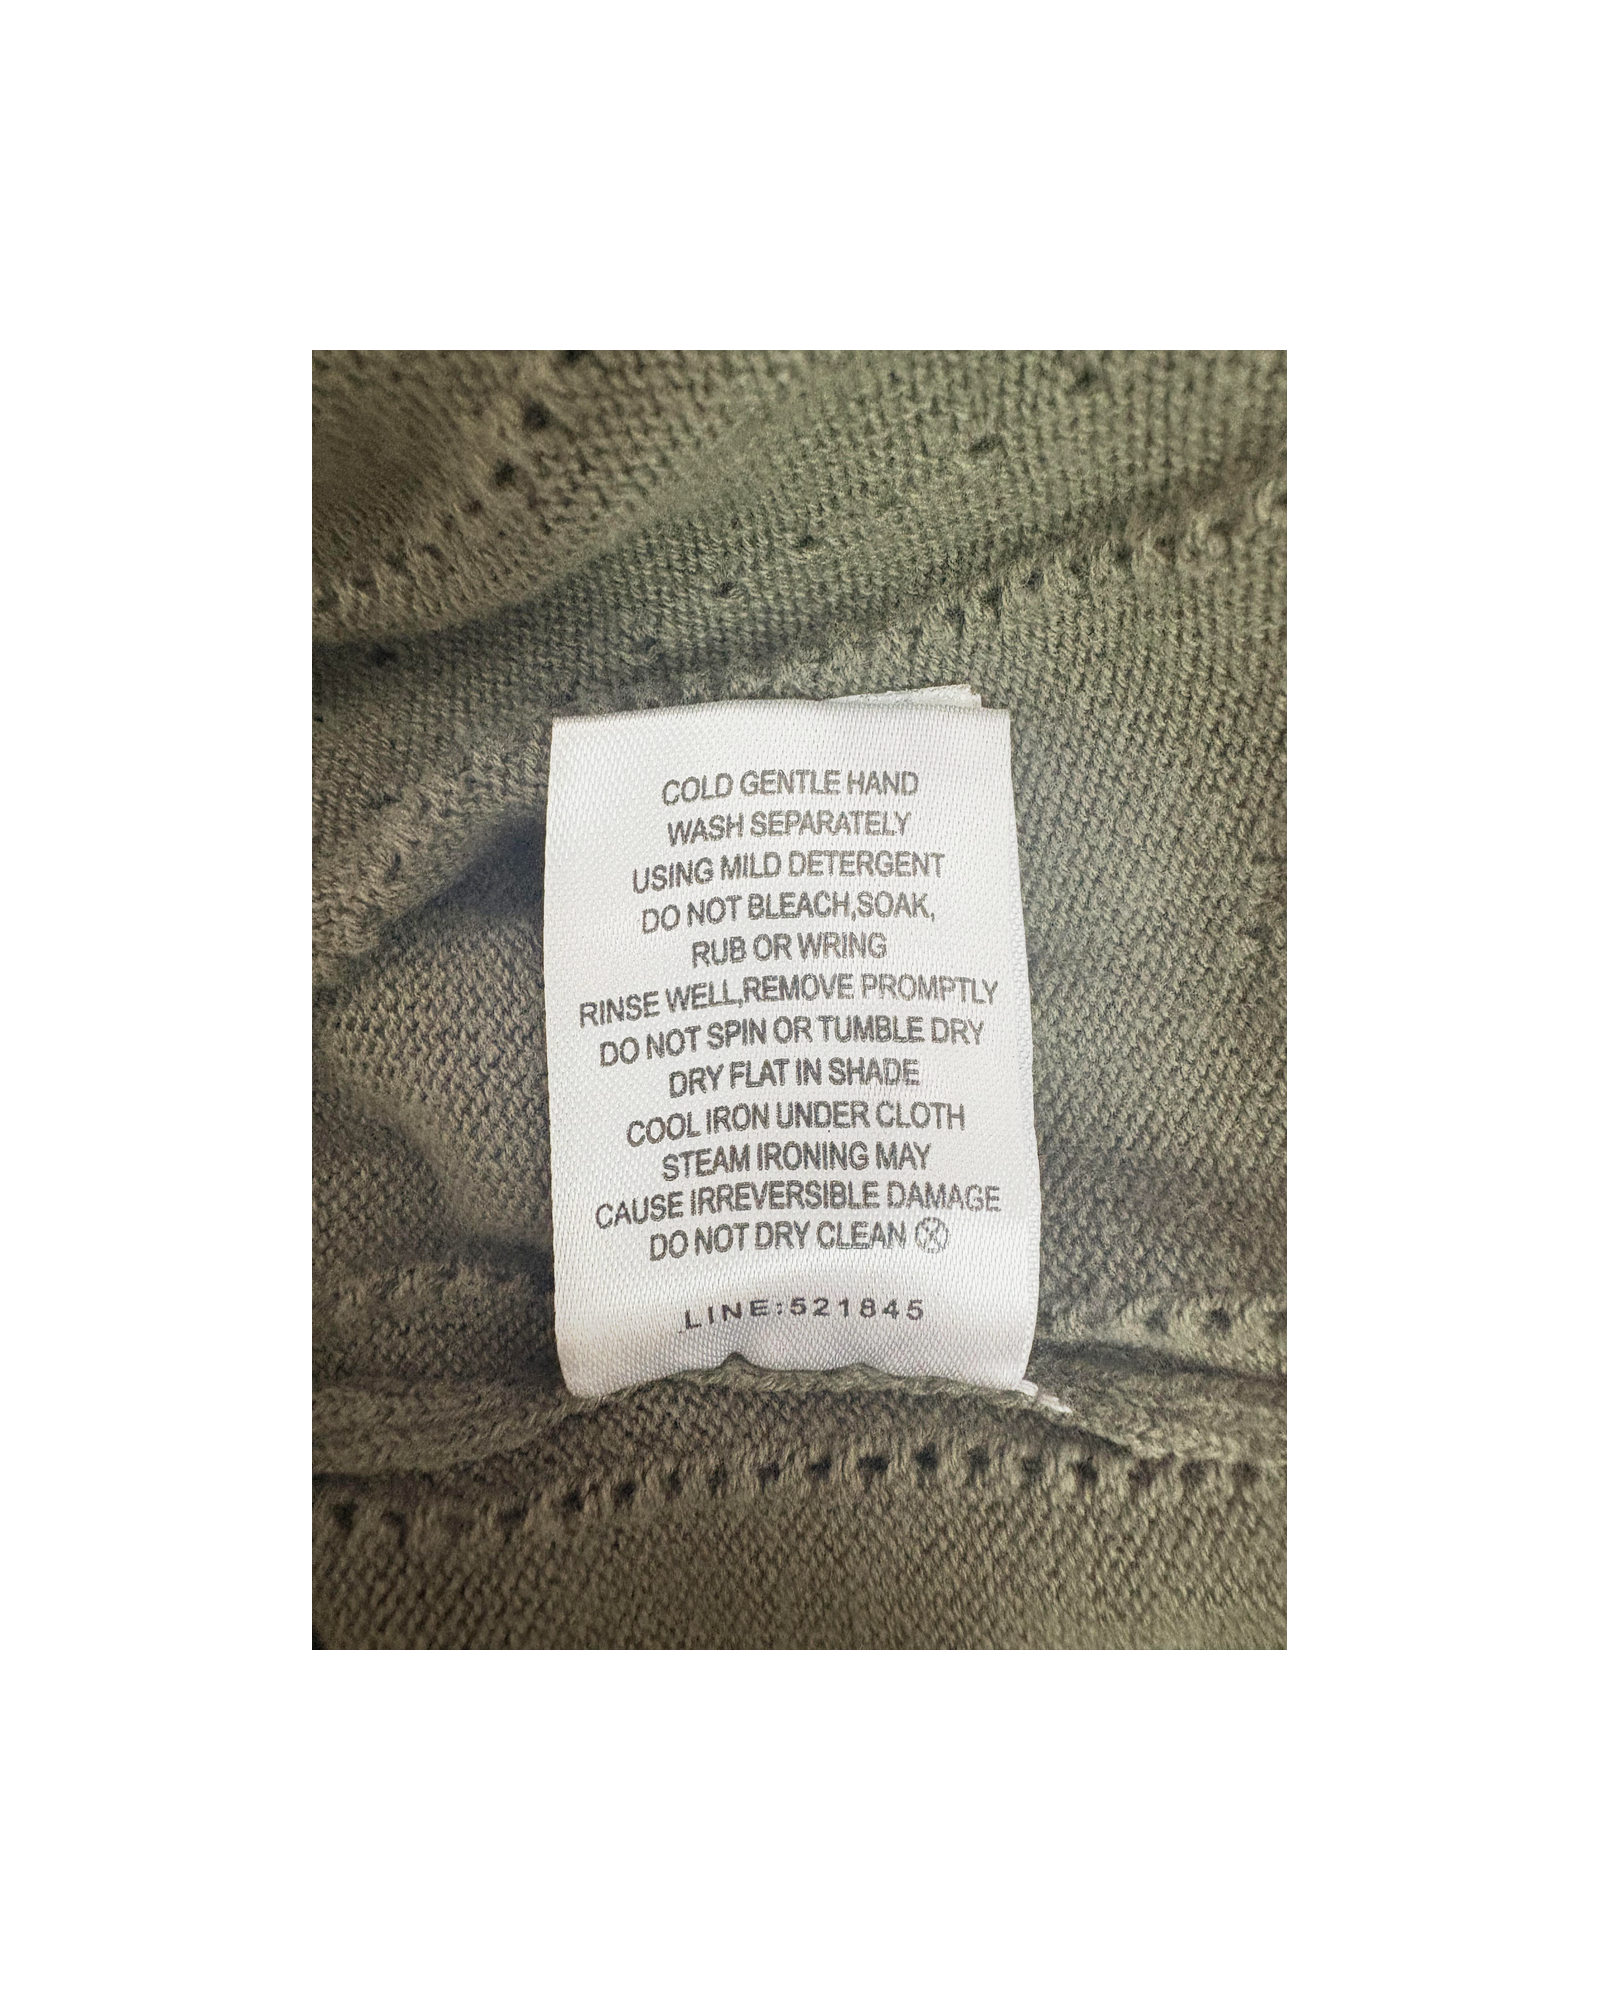 COLD GENTLE HAND
WASH SEPARATELY
USING MILD DETERGENT
DO NOT BLEACH,SOAK,
RUB OR WRING
RINSE WELL,REMOVE PROMPTLY
DO NOT SPIN OR TUMBLE DRY
DRY FLAT IN SHADE
COOL IRON UNDER CLOTH
STEAM IRONING MAY
CAUSE IRREVERSIBLE DAMAGE
DO NOT DRY CLEAN
LINE:521845